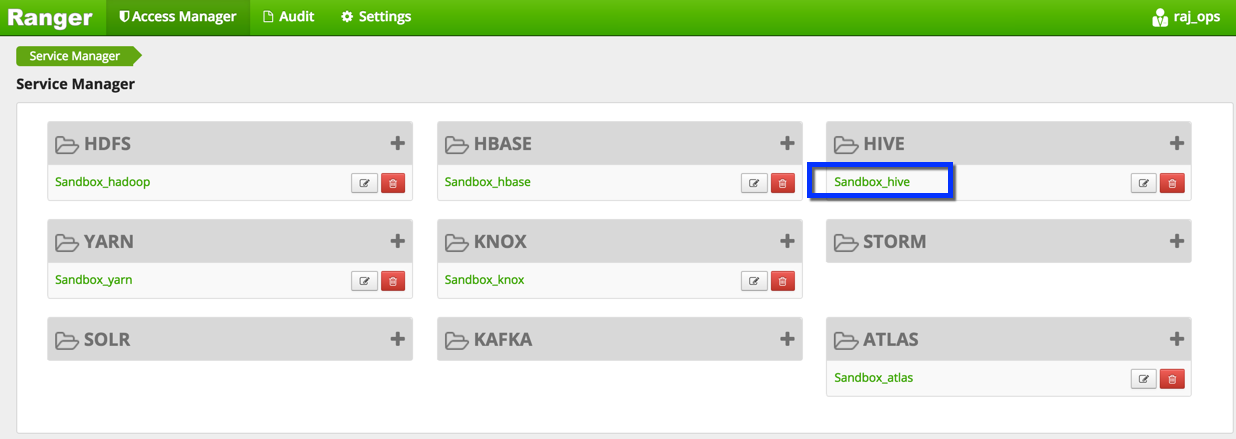 Ranger Access Manager Audit Settings raj_ops
Service Manager
Service Manager
HDFS HBASE HIVE
Sandbox_hadoop Sandbox_hbase Sandbox_hive
YARN KNOX STORM
Sandbox_yarn Sandbox_knox
SOLR KAFKA ATLAS
Sandbox_atlas